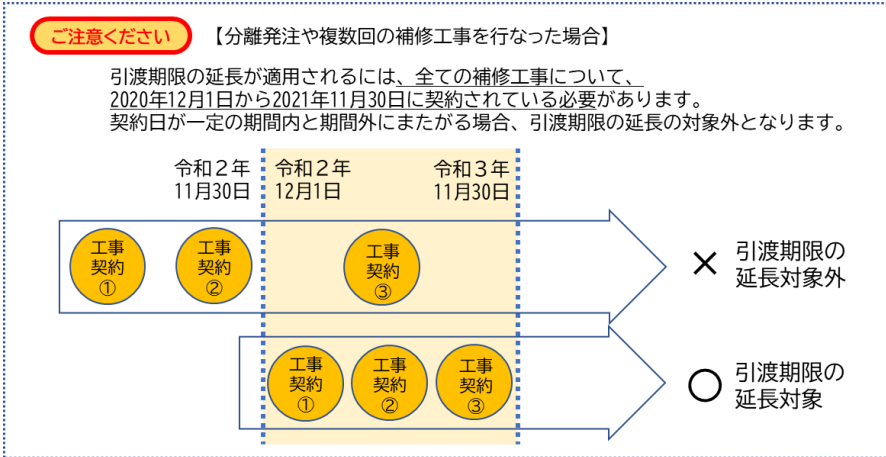 ご注意ください 【分離発注や複数回の補修工事を行なった場合】
引渡期限の延長が適用されるには、全ての補修工事について、
2020年12月1日から2021年11月30日に契約されている必要があります。
契約日が一定の期間内と期間外にまたがる場合、引渡期限の延長の対象外となります。
令和２年
11月30日
令和２年
12月1日
令和３年
11月30日
工事
契約
①
工事
契約
②
工事
契約
③
× 引渡期限の
延長対象外
工事
契約
①
工事
契約
②
工事
契約
③
○ 引渡期限の
延長対象